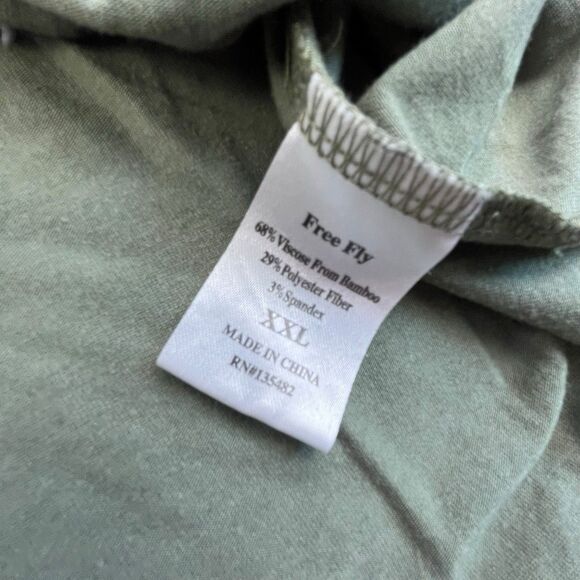 Free Fly
68% Viscose From Bamboo
29% Polyester Fiber
3% Spandex
XXL
MADE IN CHINA
RN#135482